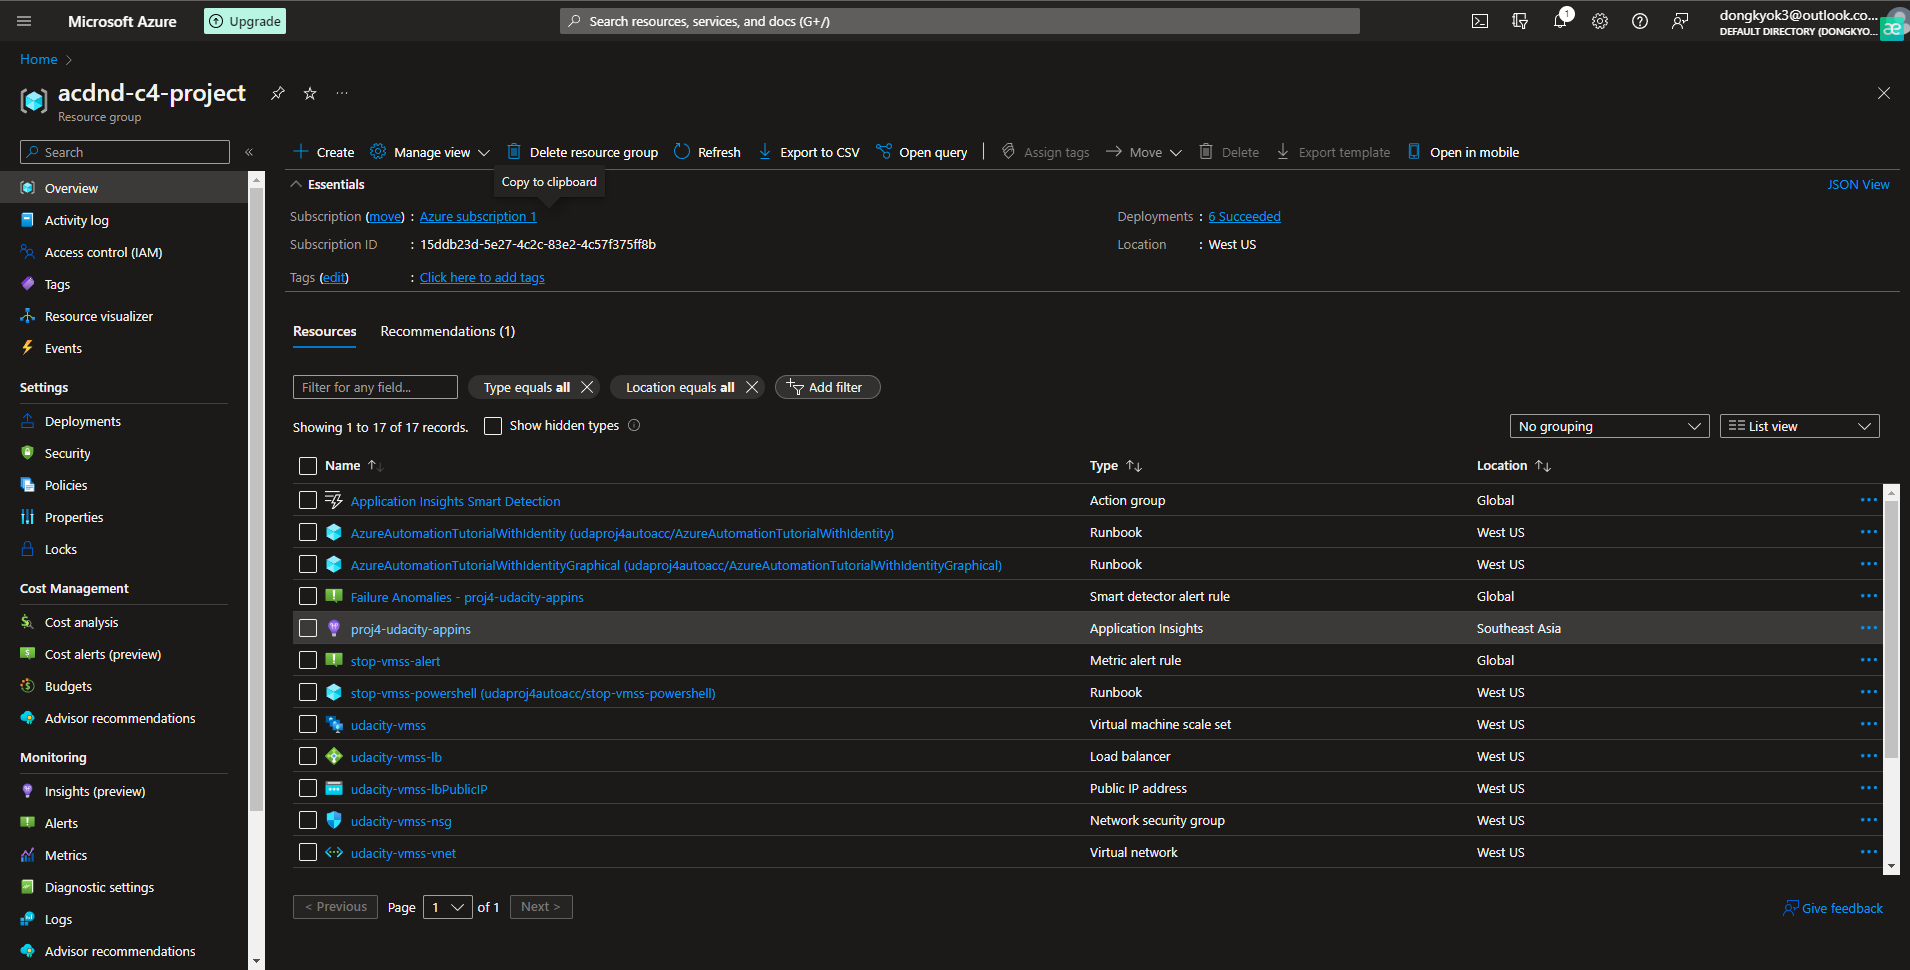 Microsoft Azure
Upgrade
Search resources, services, and docs (G+/)
1
dongkyok3@outlook.co...
DEFAULT DIRECTORY (DONGKYO...
æ
Home >
acdnd-c4-project
Resource group
Search
«
Create
Manage view
Delete resource group
Refresh
Export to CSV
Open query
Assign tags
Move
Delete
Export template
Open in mobile
Copy to clipboard
Overview
Activity log
Access control (IAM)
Tags
Resource visualizer
Events
Settings
Deployments
Security
Policies
Properties
Locks
Cost Management
Cost analysis
Cost alerts (preview)
Budgets
Advisor recommendations
Monitoring
Insights (preview)
Alerts
Metrics
Diagnostic settings
Logs
Advisor recommendations
Essentials
JSON View
Subscription (move) : Azure subscription 1
Deployments : 6 Succeeded
Subscription ID : 15ddb23d-5e27-4c2c-83e2-4c57f375ff8b
Location : West US
Tags (edit) : Click here to add tags
Resources
Recommendations (1)
Filter for any field...
Type equals all
Location equals all
Add filter
Showing 1 to 17 of 17 records.
Show hidden types
No grouping
List view
Name Type Location
Application Insights Smart Detection Action group Global
AzureAutomationTutorialWithIdentity (udaproj4autoacc/AzureAutomationTutorialWithIdentity) Runbook West US
AzureAutomationTutorialWithIdentityGraphical (udaproj4autoacc/AzureAutomationTutorialWithIdentityGraphical) Runbook West US
Failure Anomalies - proj4-udacity-appins Smart detector alert rule Global
proj4-udacity-appins Application Insights Southeast Asia
stop-vmss-alert Metric alert rule Global
stop-vmss-powershell (udaproj4autoacc/stop-vmss-powershell) Runbook West US
udacity-vmss Virtual machine scale set West US
udacity-vmss-lb Load balancer West US
udacity-vmss-lbPublicIP Public IP address West US
udacity-vmss-nsg Network security group West US
udacity-vmss-vnet Virtual network West US
< Previous
Page 1 of 1
Next >
Give feedback